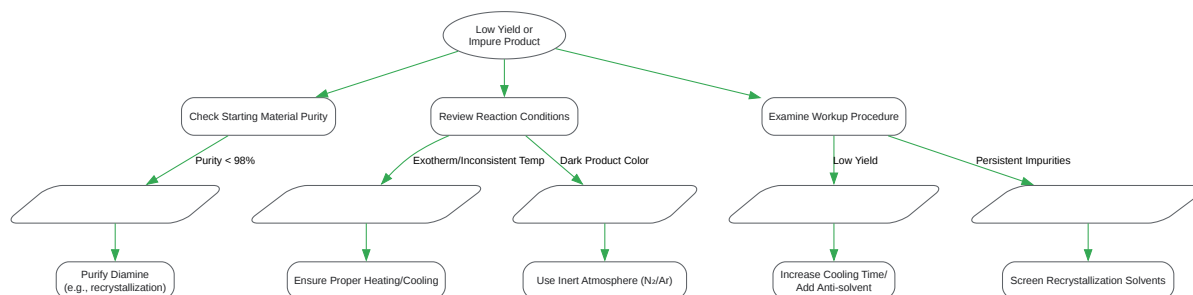 Low Yield or
Impure Product
Check Starting Material Purity
Review Reaction Conditions
Examine Workup Procedure
Purity < 98%
Exotherm/Inconsistent Temp
Dark Product Color
Low Yield
Persistent Impurities
Purify Diamine
(e.g., recrystallization)
Ensure Proper Heating/Cooling
Use Inert Atmosphere (N₂/Ar)
Increase Cooling Time/
Add Anti-solvent
Screen Recrystallization Solvents